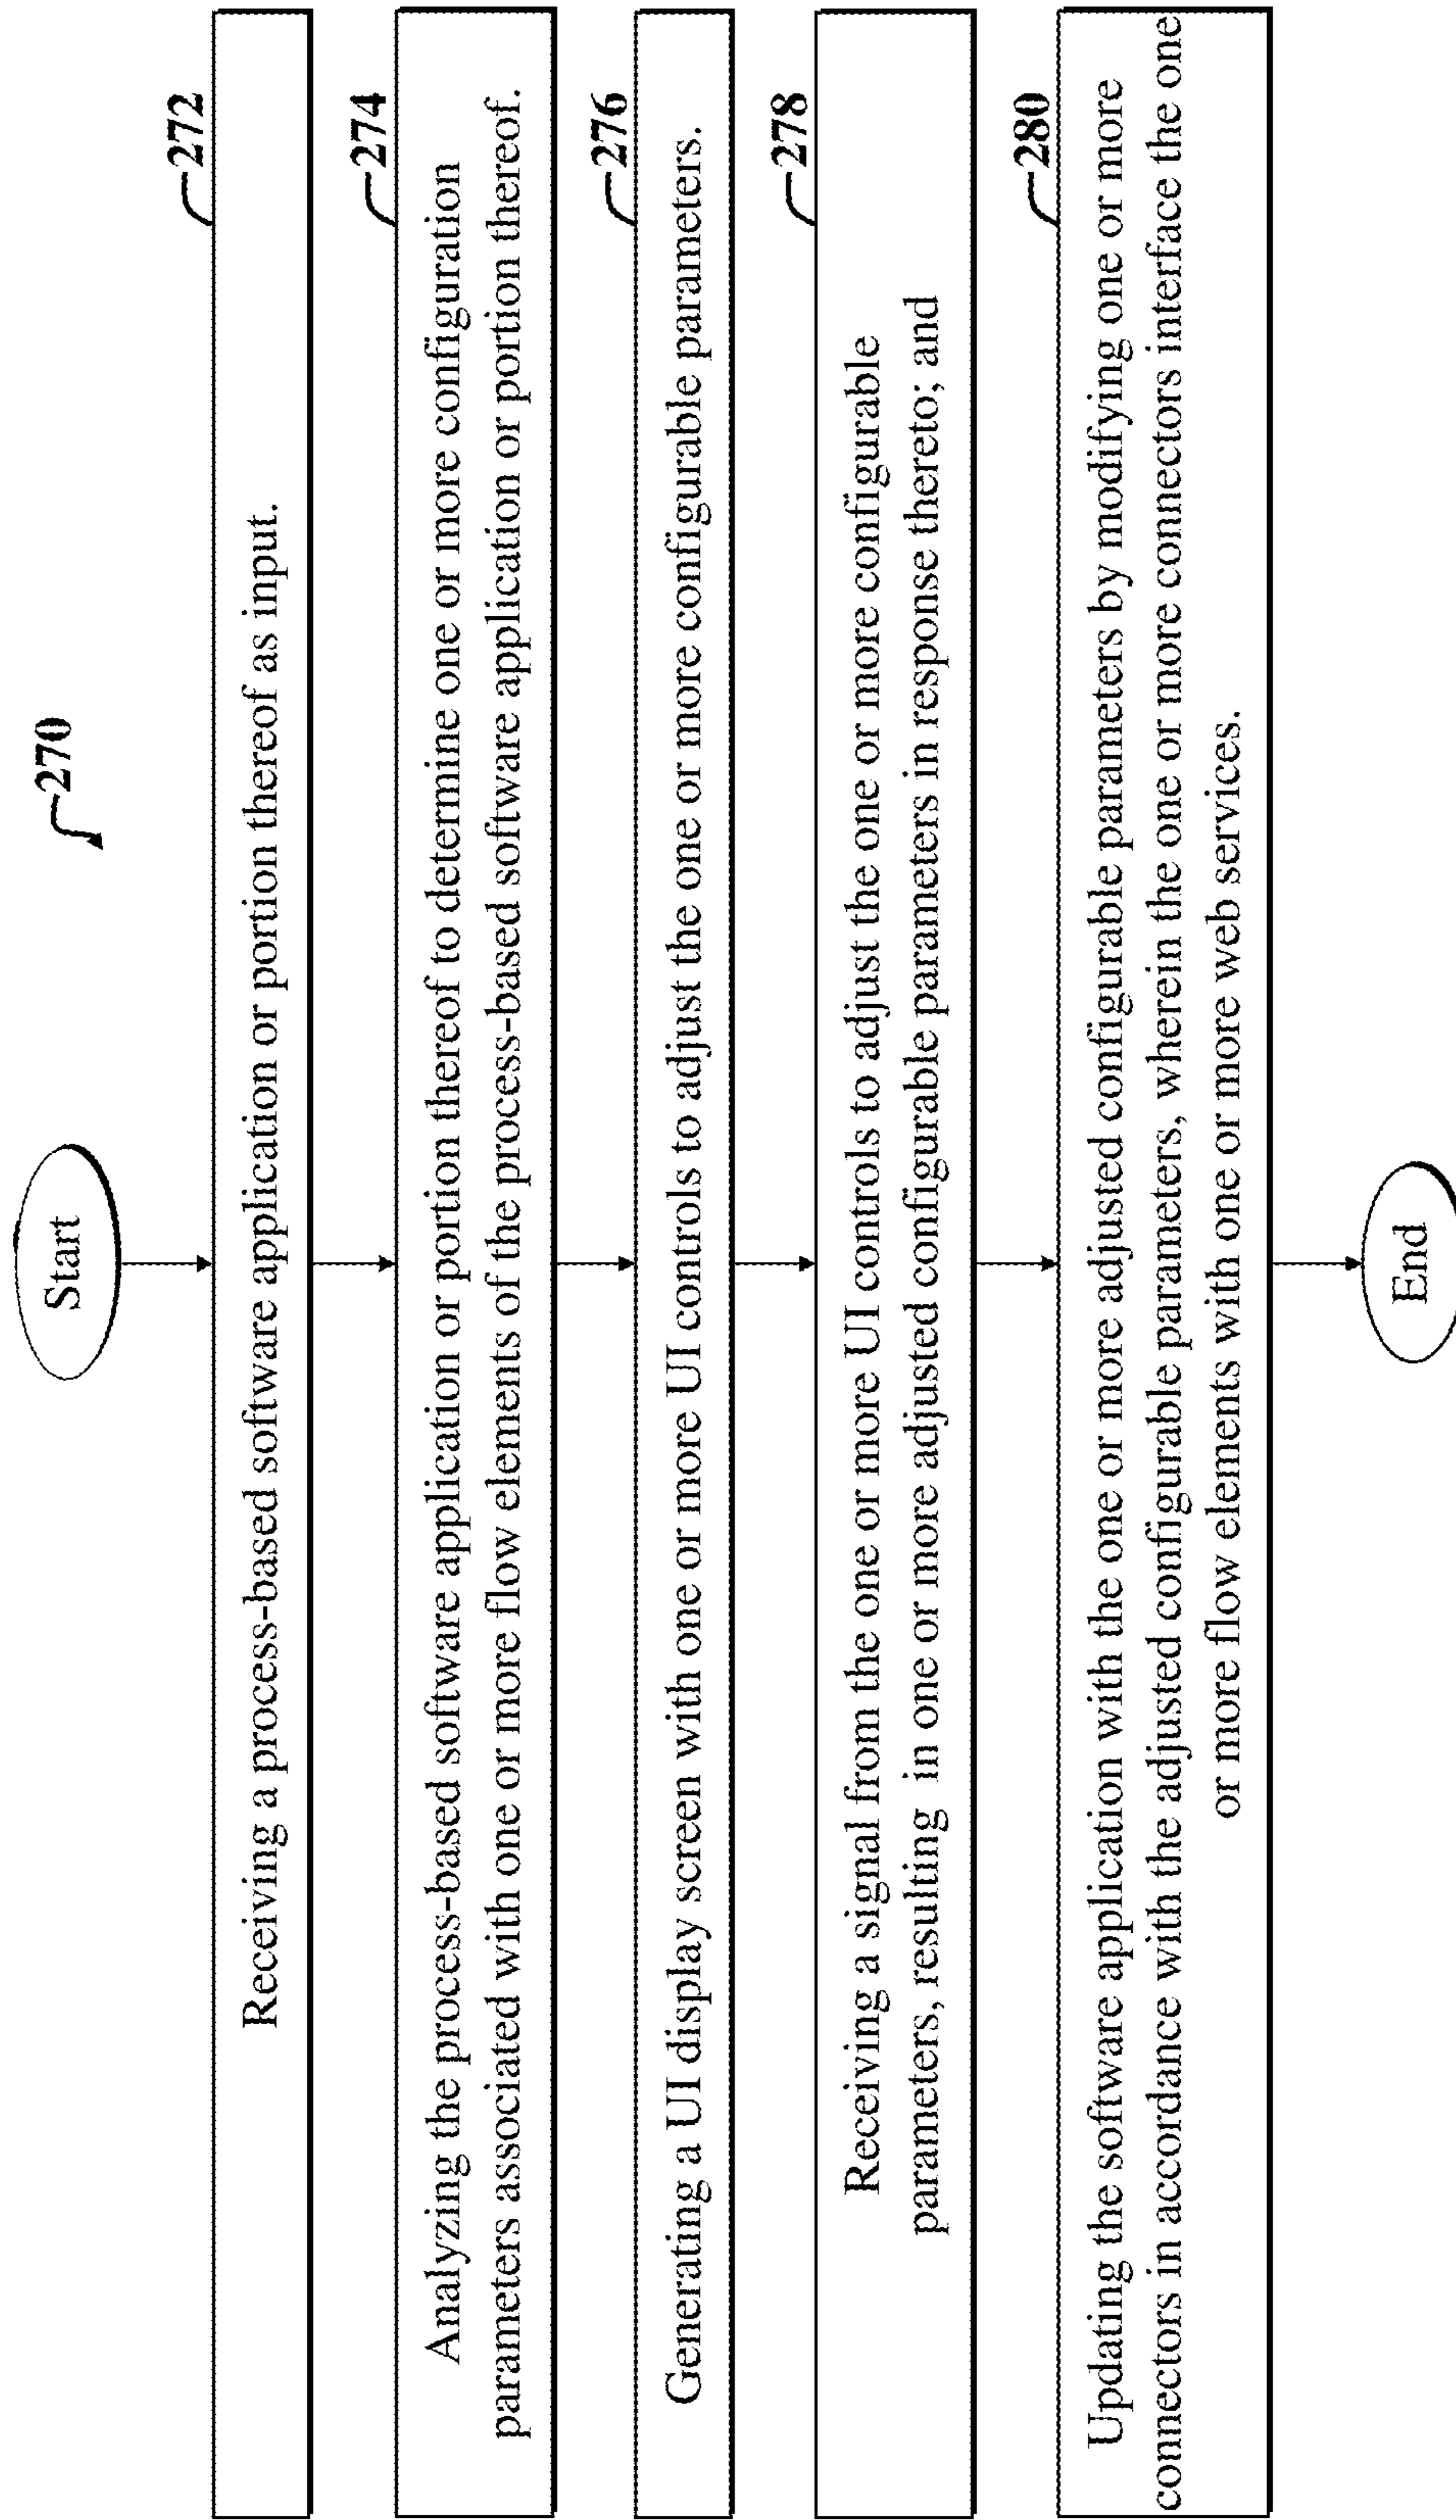 270
Start
272
Receiving a process-based software application or portion thereof as input.
274
Analyzing the process-based software application or portion thereof to determine one or more configuration
parameters associated with one or more flow elements of the process-based software application or portion thereof.
276
Generating a UI display screen with one or more UI controls to adjust the one or more configurable parameters.
278
Receiving a signal from the one or more UI controls to adjust the one or more configurable
parameters, resulting in one or more adjusted configurable parameters in response thereto; and
280
Updating the software application with the one or more adjusted configurable parameters by modifying one or more
connectors in accordance with the adjusted configurable parameters, wherein the one or more connectors interface the one
or more flow elements with one or more web services.
End